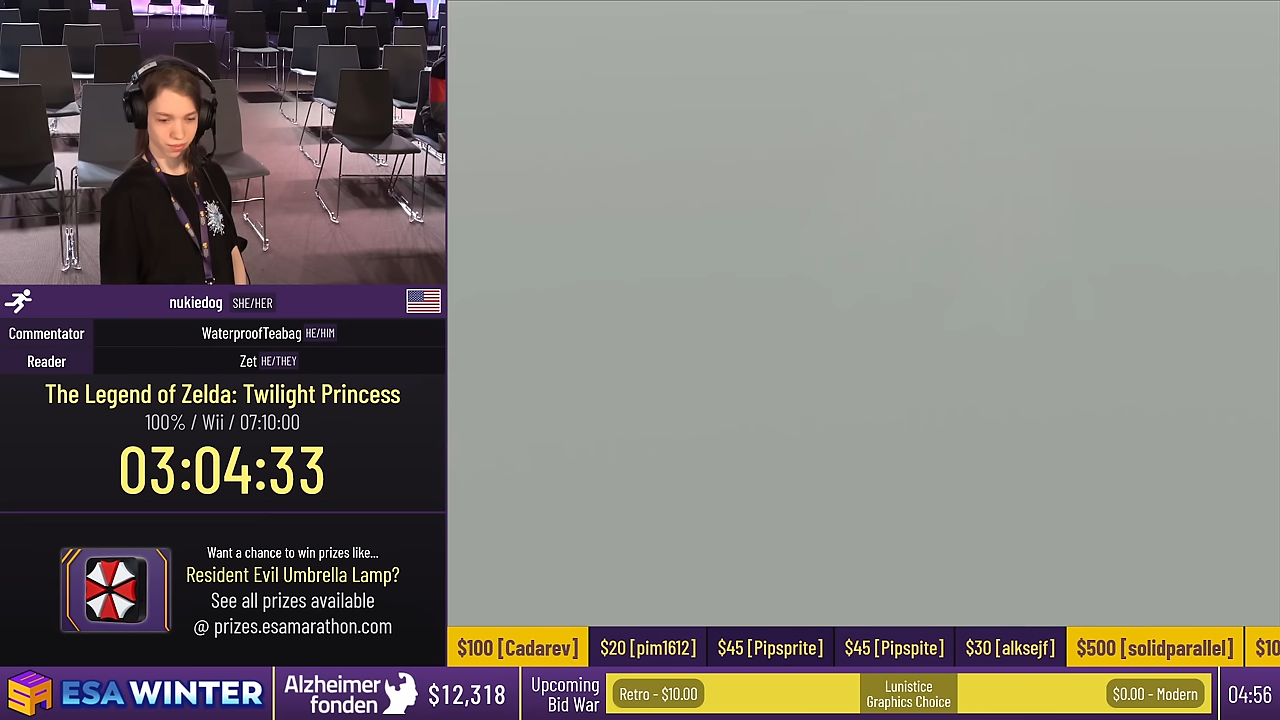 nukiedog SHE/HER
Commentator WaterproofTeabag HE/HIM
Reader Zet HE/THEY
The Legend of Zelda: Twilight Princess
100% / Wii / 07:10:00
03:04:33
Want a chance to win prizes like...
Resident Evil Umbrella Lamp?
See all prizes available
@ prizes.esamarathon.com
$100 [Cadarev] $20 [pim1612] $45 [Pipsprite] $45 [Pipspite] $30 [alksejf] $500 [solidparallel] $10
ESA WINTER
Alzheimer
fonden
$12,318
Upcoming
Bid War
Retro - $10.00
Lunistice
Graphics Choice
$0.00 - Modern
04:56